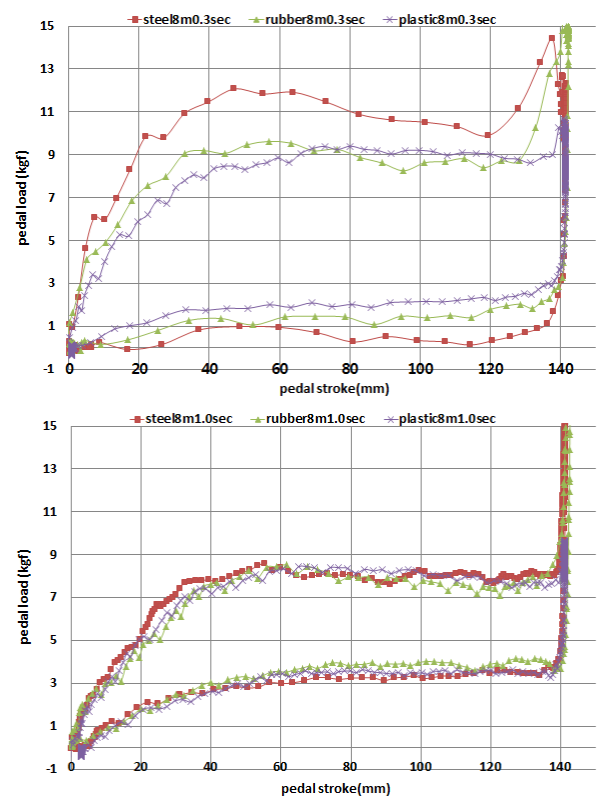 steel8m0.3sec rubber8m0.3sec plastic8m0.3sec
15
13
11
9
7
5
3
1
-1
pedal load (kgf)
0 20 40 60 80 100 120 140
pedal stroke(mm)
steel8m1.0sec rubber8m1.0sec plastic8m1.0sec
15
13
11
9
7
5
3
1
-1
pedal load (kgf)
0 20 40 60 80 100 120 140
pedal stroke(mm)